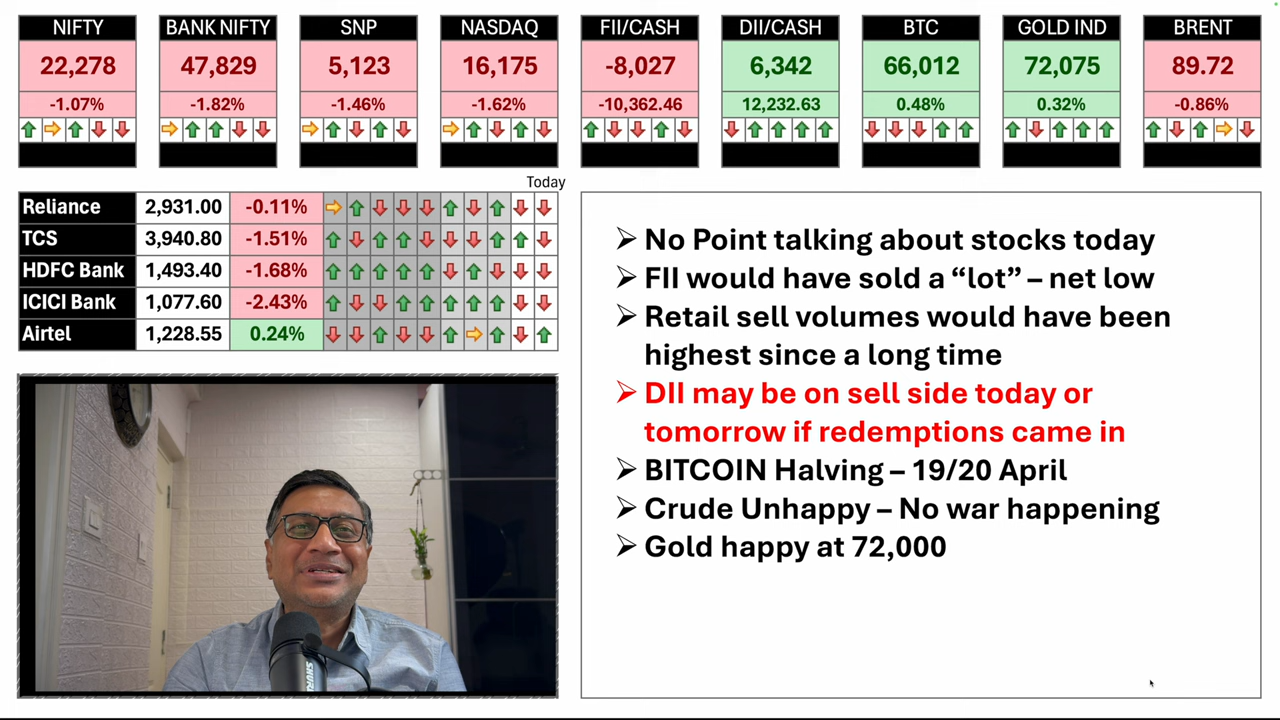 NIFTY
22,278
-1.07%
BANK NIFTY
47,829
-1.82%
SNP
5,123
-1.46%
NASDAQ
16,175
-1.62%
FII/CASH
-8,027
-10,362.46
DII/CASH
6,342
12,232.63
BTC
66,012
0.48%
GOLD IND
72,075
0.32%
BRENT
89.72
-0.86%
Today
Reliance 2,931.00 -0.11%
TCS 3,940.80 -1.51%
HDFC Bank 1,493.40 -1.68%
ICICI Bank 1,077.60 -2.43%
Airtel 1,228.55 0.24%
No Point talking about stocks today
FII would have sold a “lot” – net low
Retail sell volumes would have been
highest since a long time
DII may be on sell side today or
tomorrow if redemptions came in
BITCOIN Halving – 19/20 April
Crude Unhappy – No war happening
Gold happy at 72,000